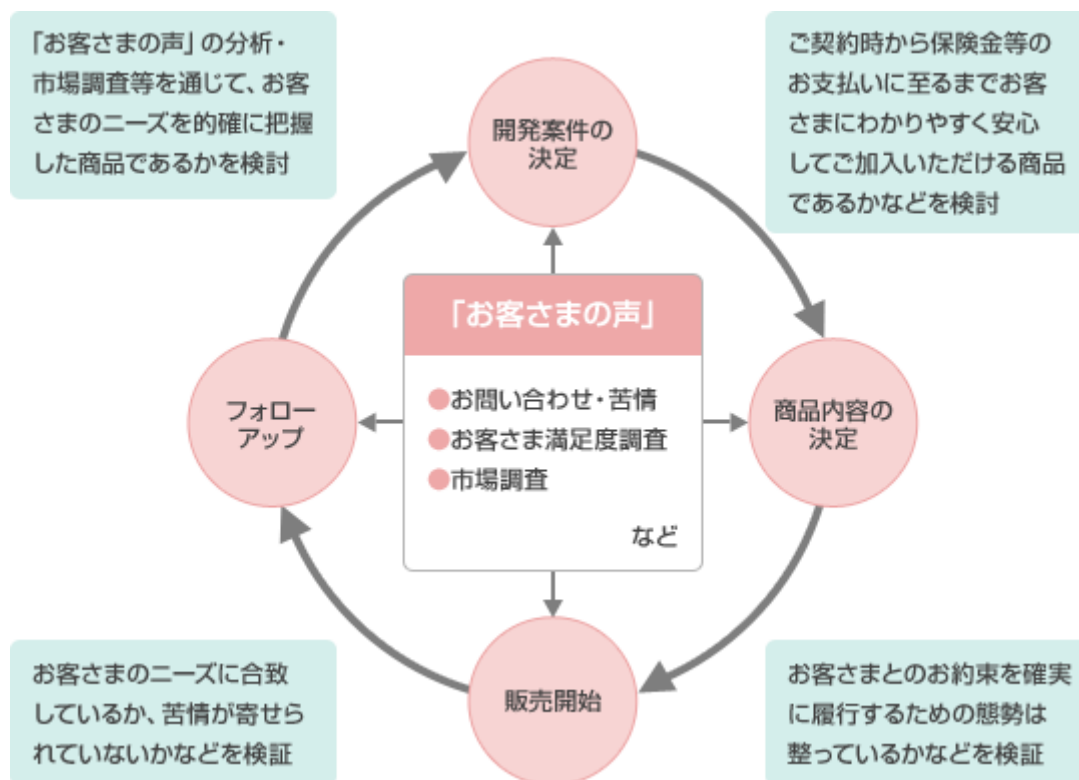 「お客さまの声」の分析・
市場調査等を通じて、お客
さまのニーズを的確に把握
した商品であるかを検討
開発案件の
決定
ご契約時から保険金等の
お支払いに至るまでお客
さまにわかりやすく安心
してご加入いただける商品
であるかなどを検討
「お客さまの声」
●お問い合わせ・苦情
●お客さま満足度調査
●市場調査
など
フォロー
アップ
商品内容の
決定
お客さまのニーズに合致
しているか、苦情が寄せら
れていないかなどを検証
販売開始
お客さまとのお約束を確実
に履行するための態勢は
整っているかなどを検証